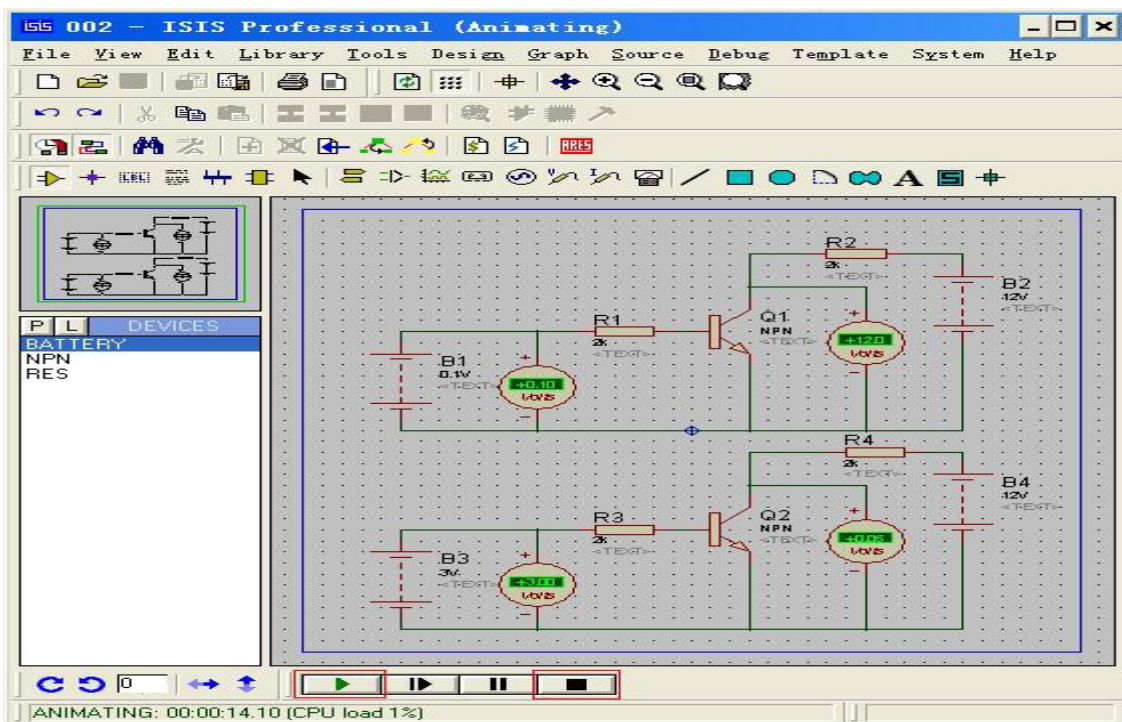 isis 002 - ISIS Professional (Animating)
File View Edit Library Tools Design Graph Source Debug Template System Help
ARES
P L DEVICES
BATTERY
NPN
RES
R2
2k
<TEXT>
B2
12V
<TEXT>
R1
2k
<TEXT>
Q1
NPN
<TEXT>
+12.0
Volts
B1
0.1V
<TEXT>
+0.10
Volts
R4
2k
<TEXT>
B4
12V
<TEXT>
R3
2k
<TEXT>
Q2
NPN
<TEXT>
Volts
B3
3V
<TEXT>
+3.00
Volts
0
ANIMATING: 00:00:14.10 (CPU load 1%)